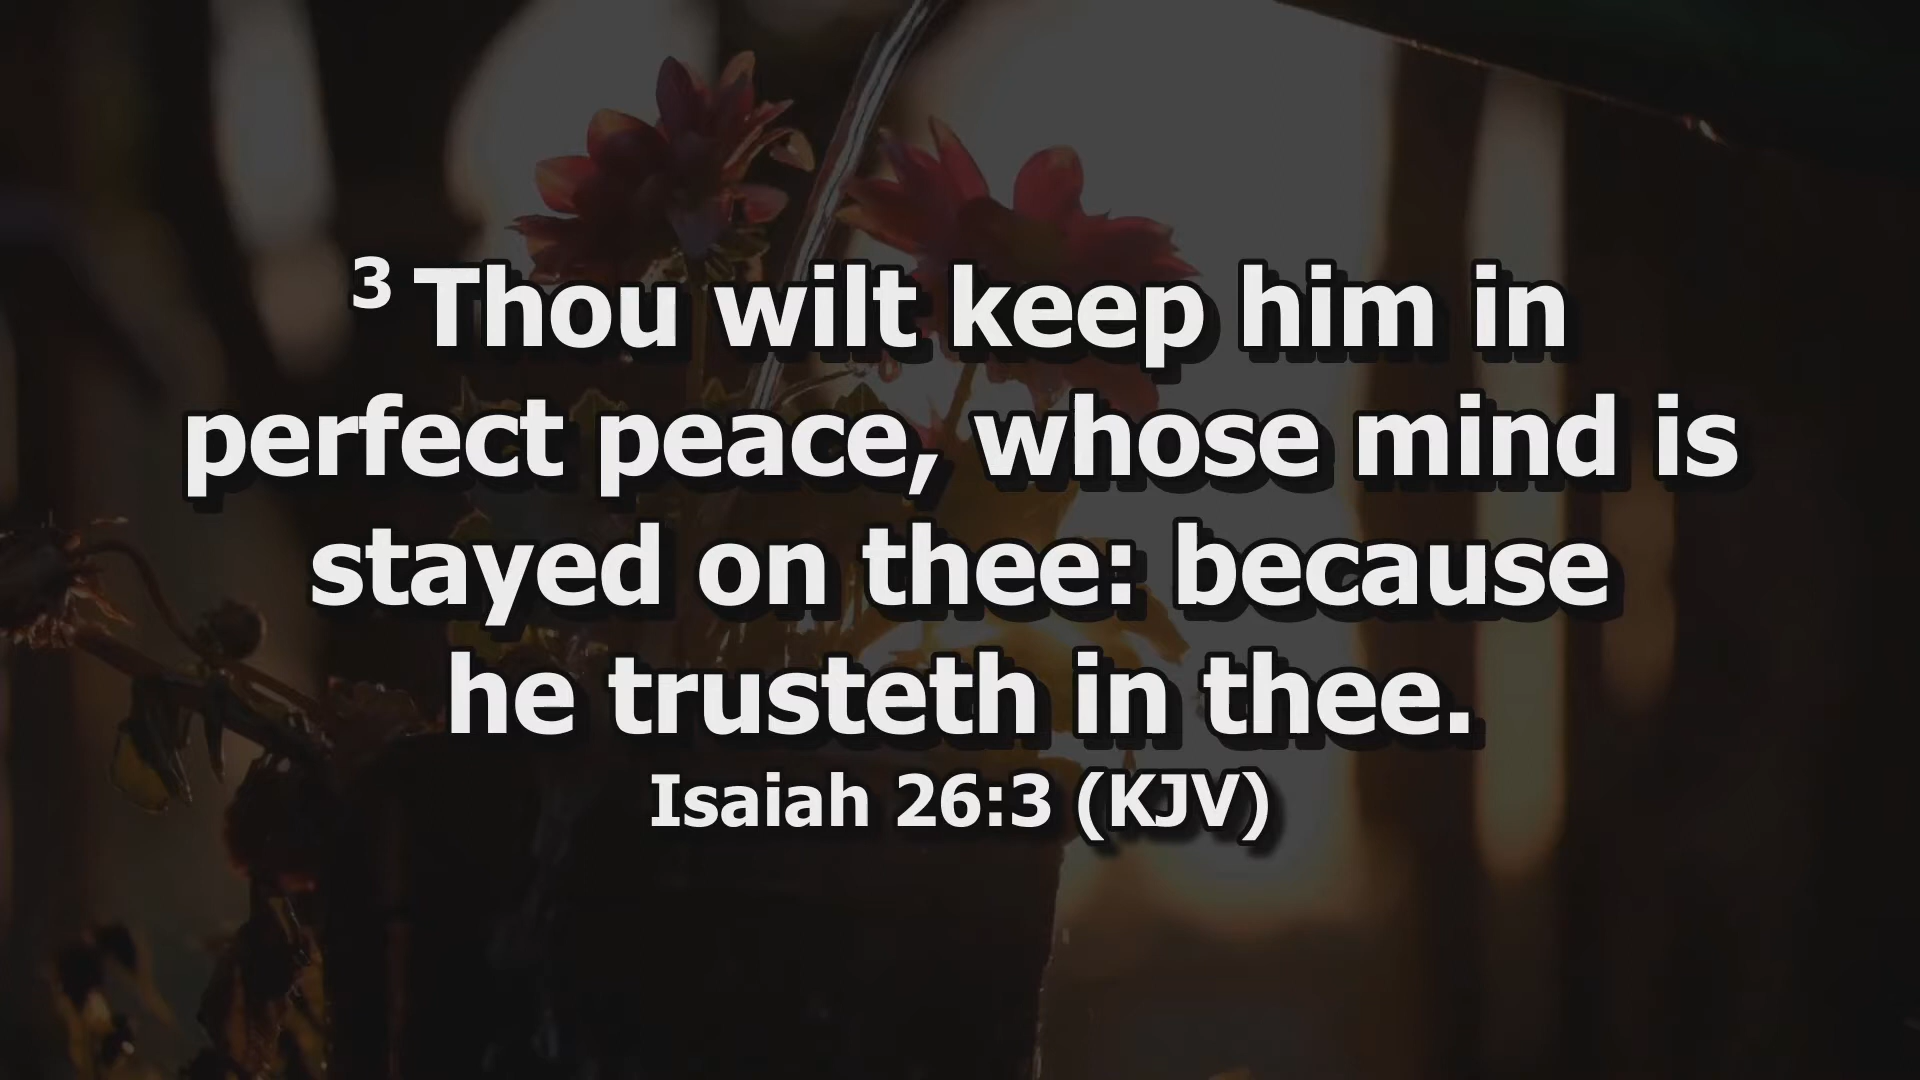 3 Thou wilt keep him in
perfect peace, whose mind is
stayed on thee: because
he trusteth in thee.
Isaiah 26:3 (KJV)